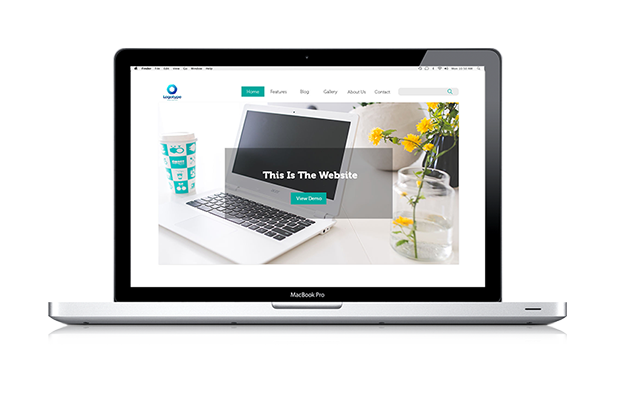 Finder File Edit View Go Window Help
Logotype
Home Features Blog Gallery About Us Contact
This Is The Website
View Demo
MacBook Pro